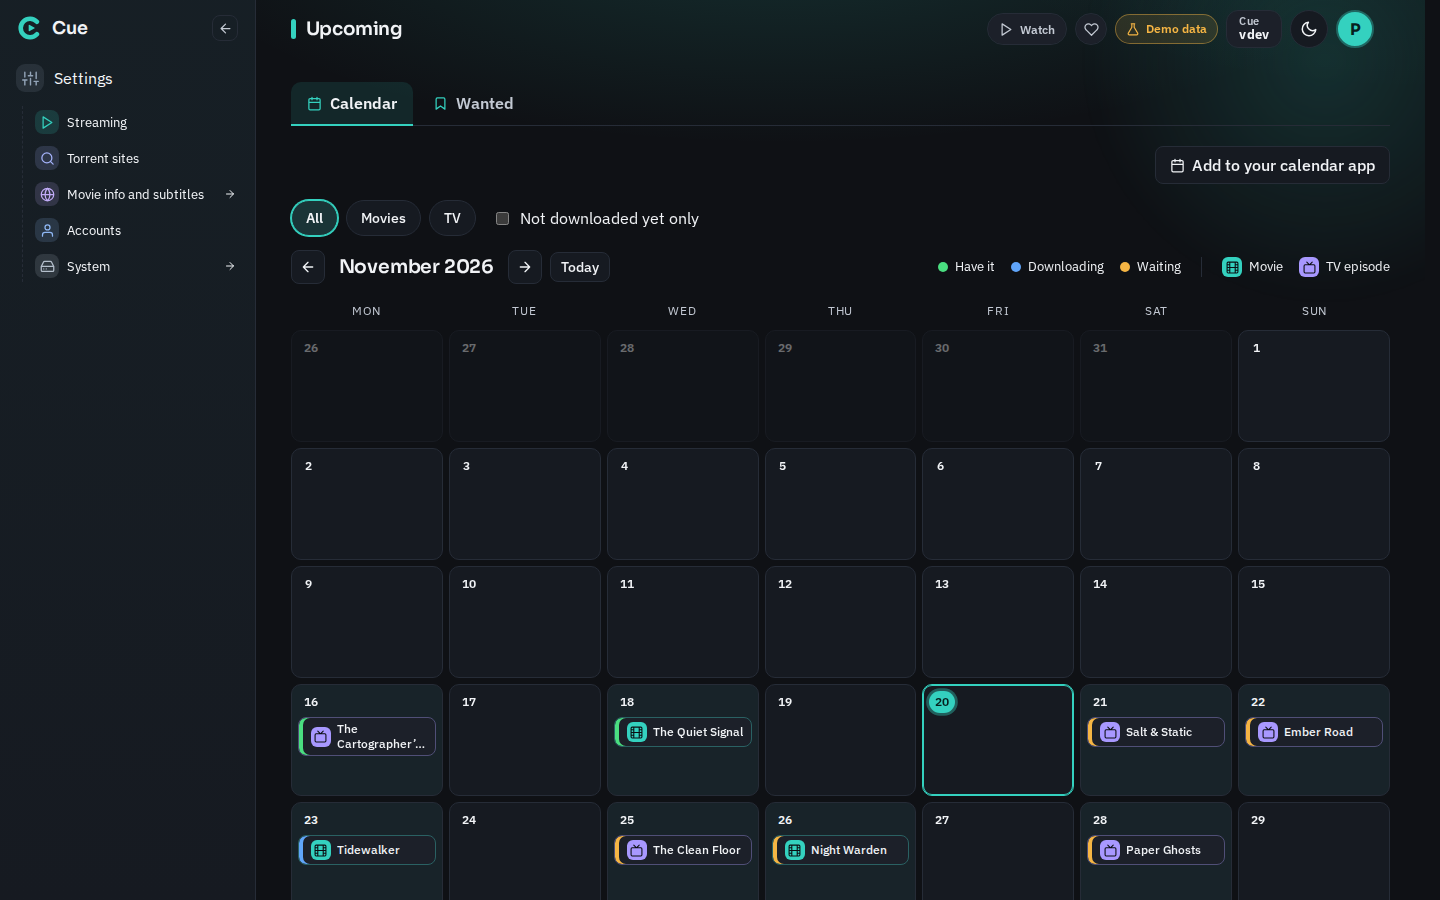 Cue
Settings
Streaming
Torrent sites
Movie info and subtitles
Accounts
System
Upcoming
Watch
Demo data
Cue
vdev
P
Calendar
Wanted
Add to your calendar app
All
Movies
TV
Not downloaded yet only
November 2026
Today
Have it
Downloading
Waiting
Movie
TV episode
MON
TUE
WED
THU
FRI
SAT
SUN
26
27
28
29
30
31
1
2
3
4
5
6
7
8
9
10
11
12
13
14
15
16
The
Cartographer'...
17
18
The Quiet Signal
19
20
21
Salt & Static
22
Ember Road
23
Tidewalker
24
25
The Clean Floor
26
Night Warden
27
28
Paper Ghosts
29